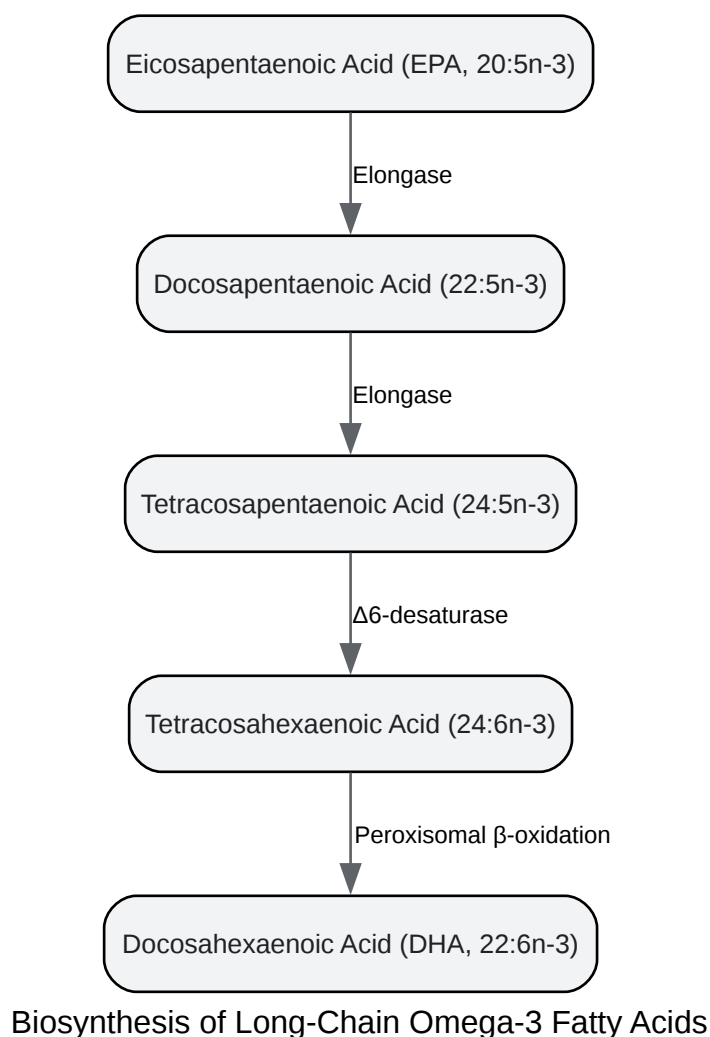 Eicosapentaenoic Acid (EPA, 20:5n-3)
Elongase
Docosapentaenoic Acid (22:5n-3)
Elongase
Tetracosapentaenoic Acid (24:5n-3)
Δ6-desaturase
Tetracosahexaenoic Acid (24:6n-3)
Peroxisomal β-oxidation
Docosahexaenoic Acid (DHA, 22:6n-3)
Biosynthesis of Long-Chain Omega-3 Fatty Acids